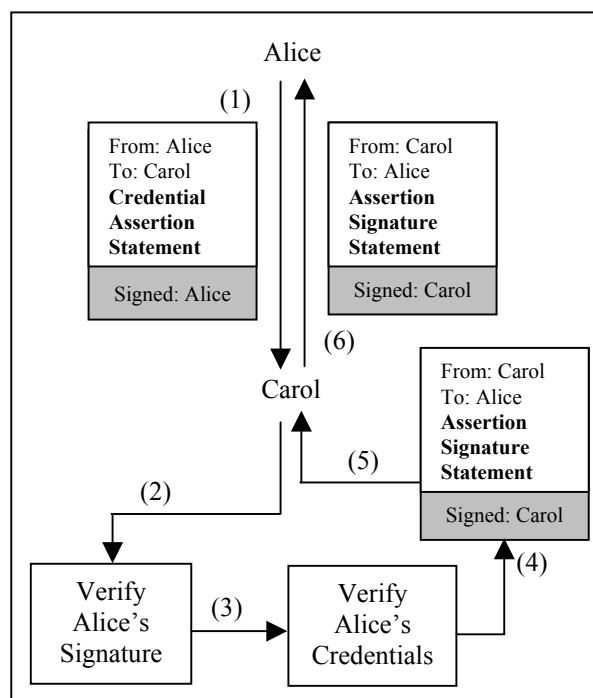 Alice
(1)
From: Alice
To: Carol
Credential
Assertion
Statement
Signed: Alice
From: Carol
To: Alice
Assertion
Signature
Statement
Signed: Carol
(6)
Carol
From: Carol
To: Alice
Assertion
Signature
Statement
Signed: Carol
(5)
(2)
(4)
Verify
Alice’s
Signature
(3)
Verify
Alice’s
Credentials